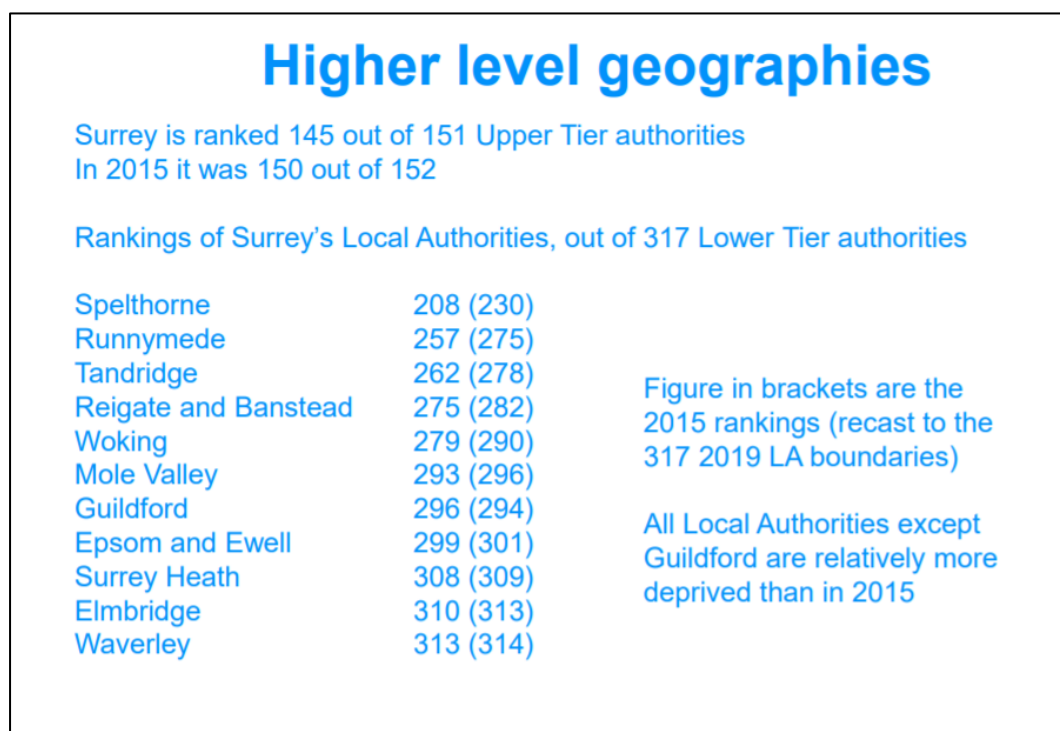 Higher level geographies
Surrey is ranked 145 out of 151 Upper Tier authorities
In 2015 it was 150 out of 152
Rankings of Surrey's Local Authorities, out of 317 Lower Tier authorities
Spelthorne 208 (230)
Runnymede 257 (275)
Tandridge 262 (278)
Reigate and Banstead 275 (282)
Woking 279 (290)
Mole Valley 293 (296)
Guildford 296 (294)
Epsom and Ewell 299 (301)
Surrey Heath 308 (309)
Elmbridge 310 (313)
Waverley 313 (314)
Figure in brackets are the
2015 rankings (recast to the
317 2019 LA boundaries)
All Local Authorities except
Guildford are relatively more
deprived than in 2015